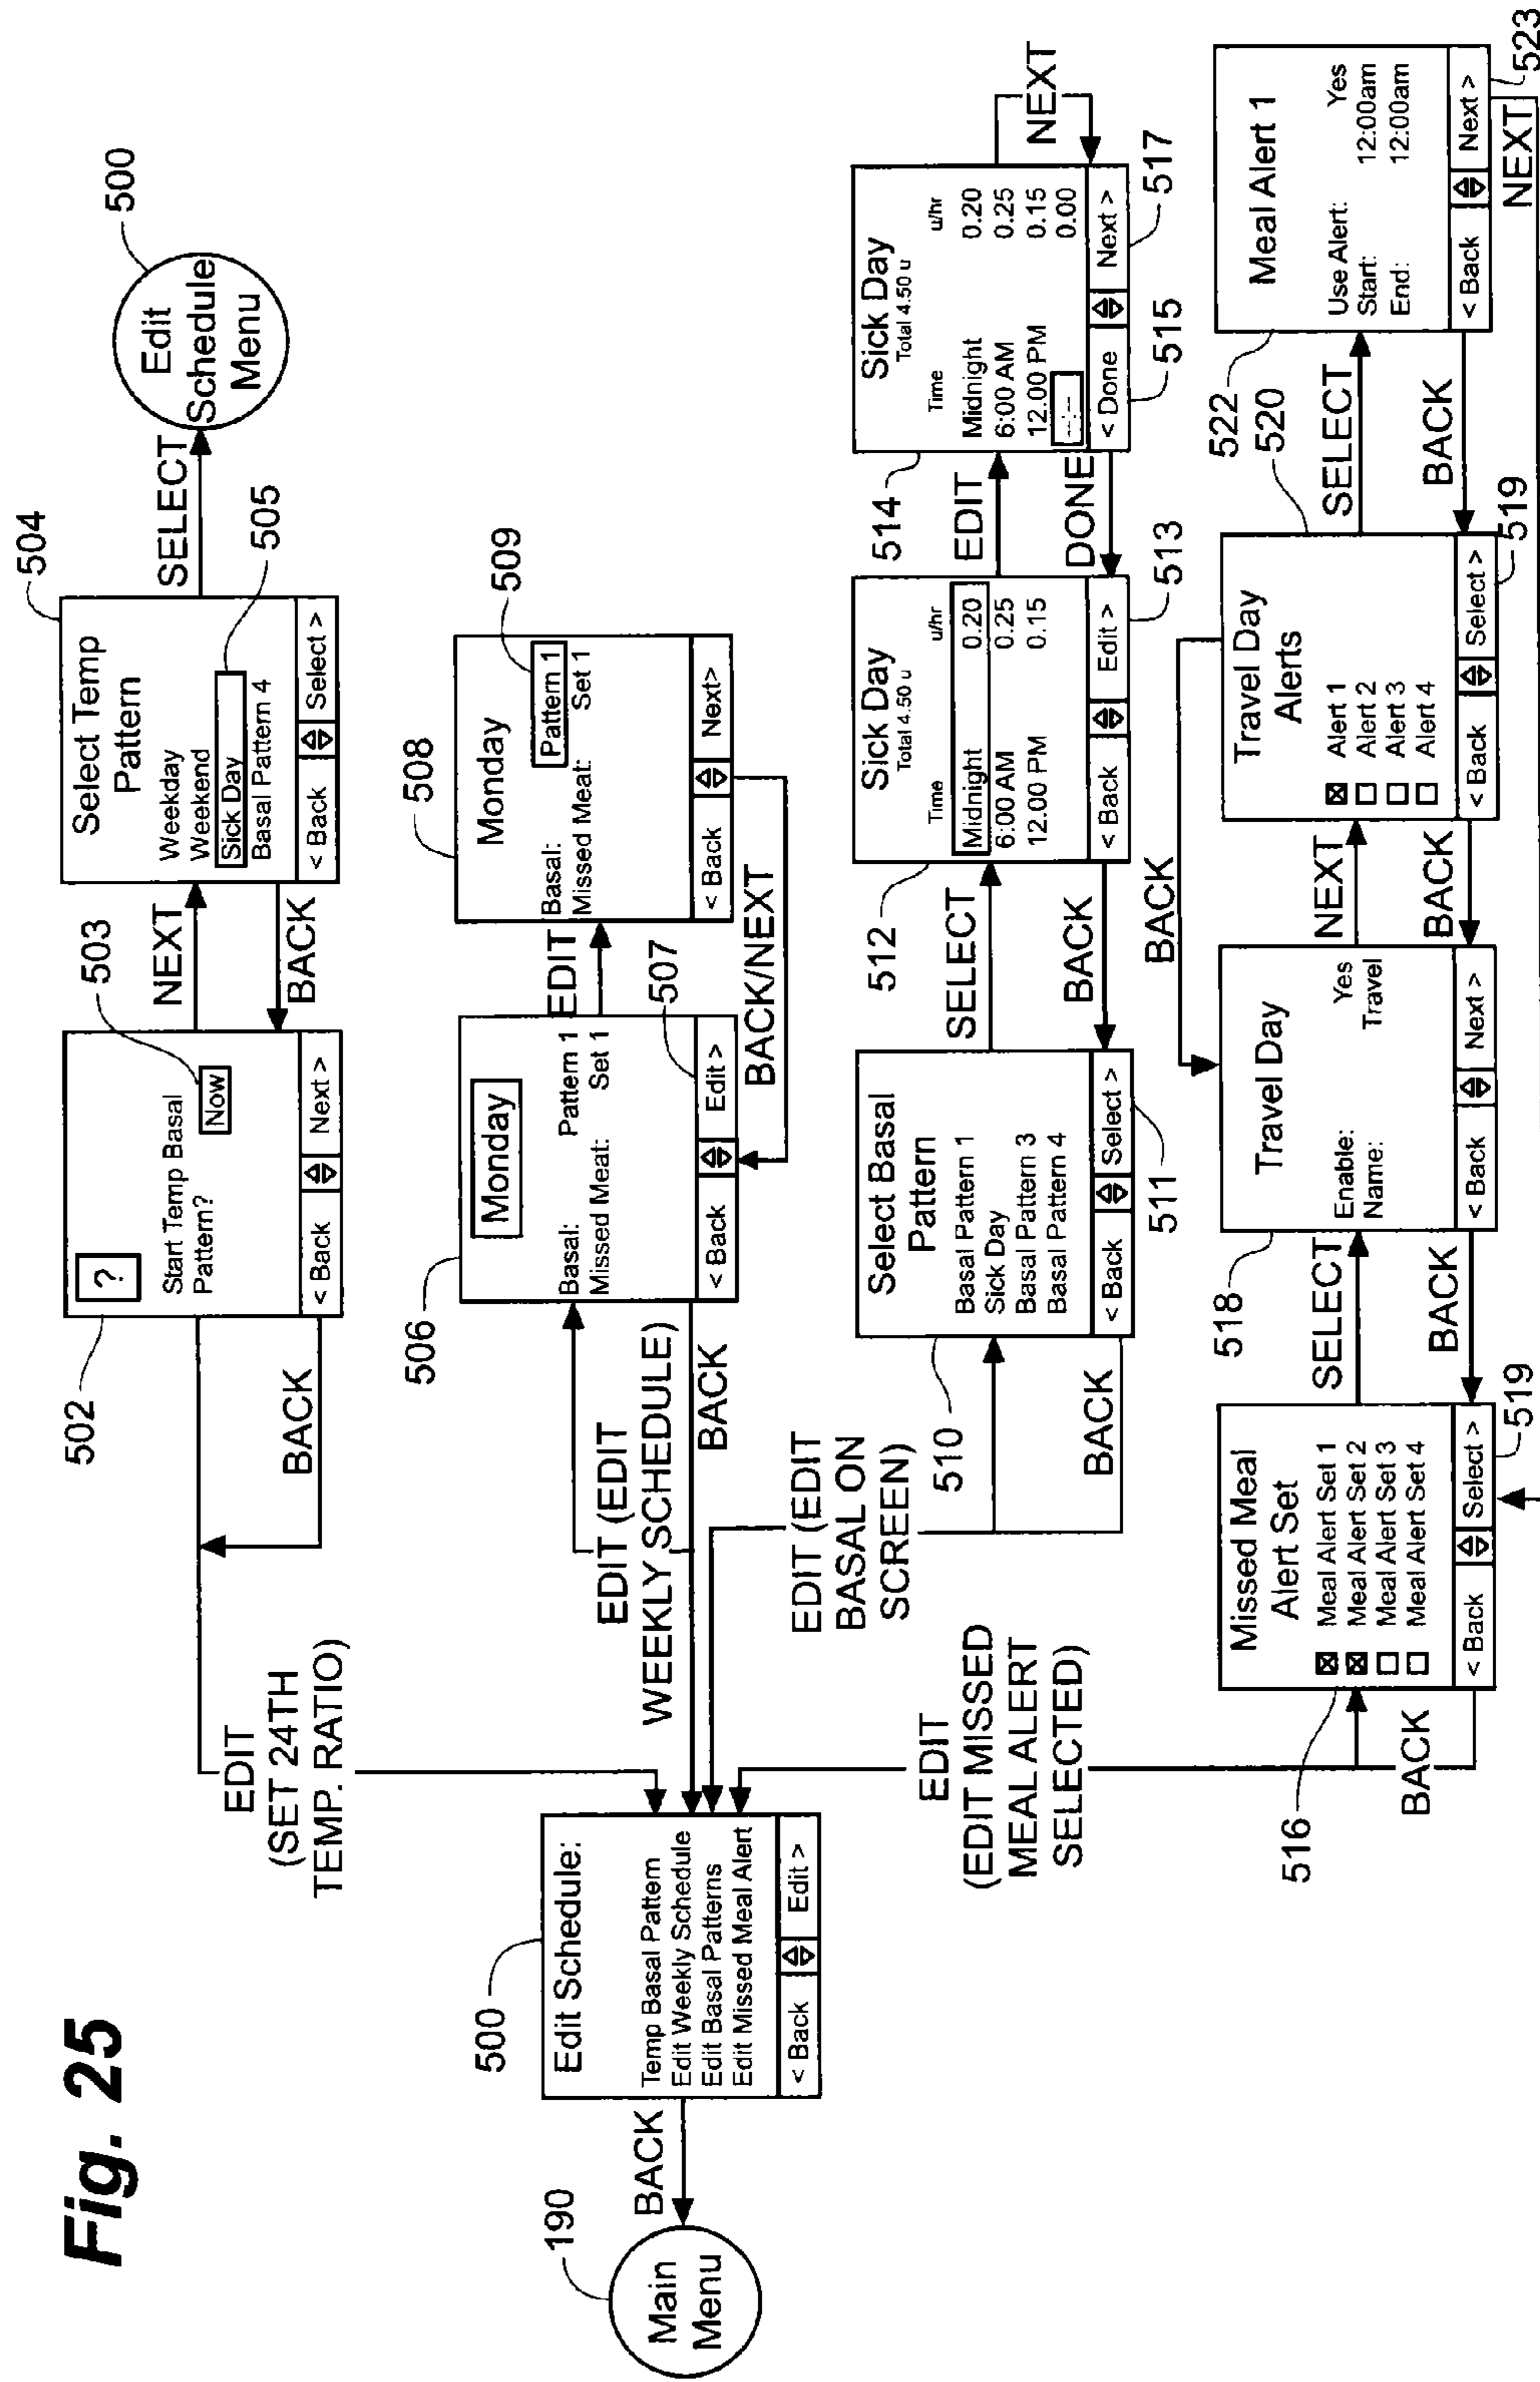 Fig. 25
190
Main
Menu
BACK
500
Edit Schedule:
Temp Basal Pattern
Edit Weekly Schedule
Edit Basal Patterns
Edit Missed Meal Alert
< Back
Edit >
EDIT
(SET 24TH
TEMP. RATIO)
502
?
Start Temp Basal
Pattern?
Now
503
< Back
Next >
BACK
NEXT
BACK
504
Select Temp
Pattern
Weekday
Weekend
Sick Day
Basal Pattern 4
505
< Back
Select >
SELECT
500
Edit
Schedule
Menu
EDIT (EDIT
WEEKLY SCHEDULE)
BACK
506
Monday
Basal:
Pattern 1
Missed Meat:
Set 1
< Back
Edit >
507
EDIT
BACK/NEXT
508
Monday
Basal:
Pattern 1
Missed Meat:
Set 1
509
< Back
Next>
EDIT (EDIT
BASAL ON
SCREEN)
510
BACK
Select Basal
Pattern
Basal Pattern 1
Sick Day
Basal Pattern 3
Basal Pattern 4
< Back
Select >
511
SELECT
BACK
512
Sick Day
Total 4.50 u
Time
u/hr
Midnight
0.20
6:00 AM
0.25
12.00 PM
0.15
< Back
Edit >
513
EDIT
DONE
514
Sick Day
Total 4.50 u
Time
u/hr
Midnight
0.20
6:00 AM
0.25
12.00 PM
0.15
--:--
0.00
< Done
Next >
515
517
NEXT
EDIT
(EDIT MISSED
MEAL ALERT
SELECTED)
516
BACK
Missed Meal
Alert Set
Meal Alert Set 1
Meal Alert Set 2
Meal Alert Set 3
Meal Alert Set 4
< Back
Select >
519
SELECT
BACK
518
Travel Day
Enable:
Yes
Name:
Travel
< Back
Next >
NEXT
BACK
BACK
Travel Day
Alerts
Alert 1
Alert 2
Alert 3
Alert 4
< Back
Select >
519
520
SELECT
BACK
522
Meal Alert 1
Use Alert:
Yes
Start:
12:00am
End:
12:00am
< Back
Next >
523
NEXT